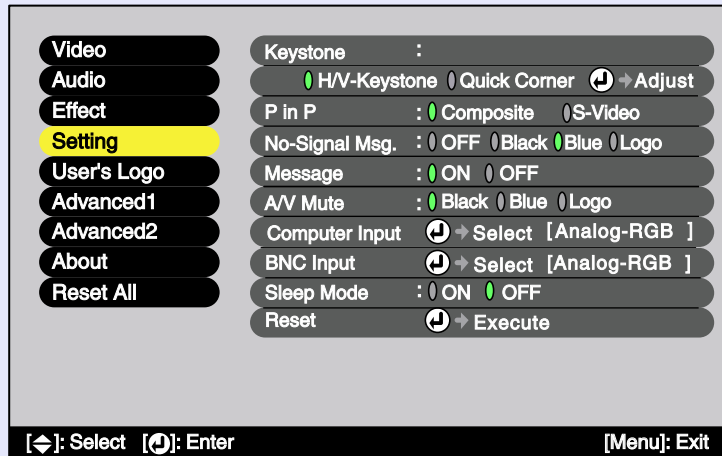 Video
Audio
Effect
Setting
User's Logo
Advanced1
Advanced2
About
Reset All
Keystone :
H/V-Keystone Quick Corner Adjust
P in P : Composite S-Video
No-Signal Msg. : OFF Black Blue Logo
Message : ON OFF
A/V Mute : Black Blue Logo
Computer Input Select [Analog-RGB ]
BNC Input Select [Analog-RGB ]
Sleep Mode : ON OFF
Reset Execute
[ ]: Select [ ]: Enter [Menu]: Exit